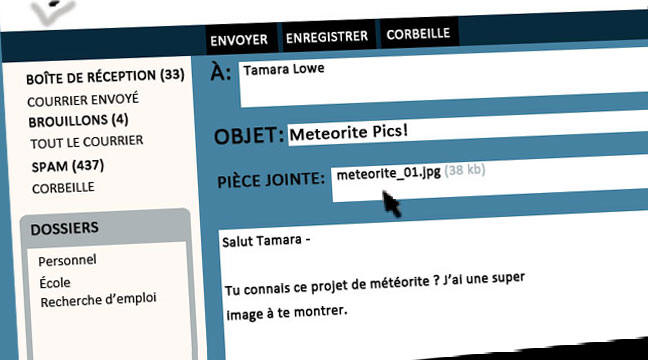 ENVOYER ENREGISTRER CORBEILLE
BOÎTE DE RÉCEPTION (33)
COURRIER ENVOYÉ
BROUILLONS (4)
TOUT LE COURRIER
SPAM (437)
CORBEILLE
DOSSIERS
Personnel
École
Recherche d'emploi
À: Tamara Lowe
OBJET: Meteorite Pics!
PIÈCE JOINTE: meteorite_01.jpg (38 kb)
Salut Tamara -
Tu connais ce projet de météorite ? J'ai une super
image à te montrer.